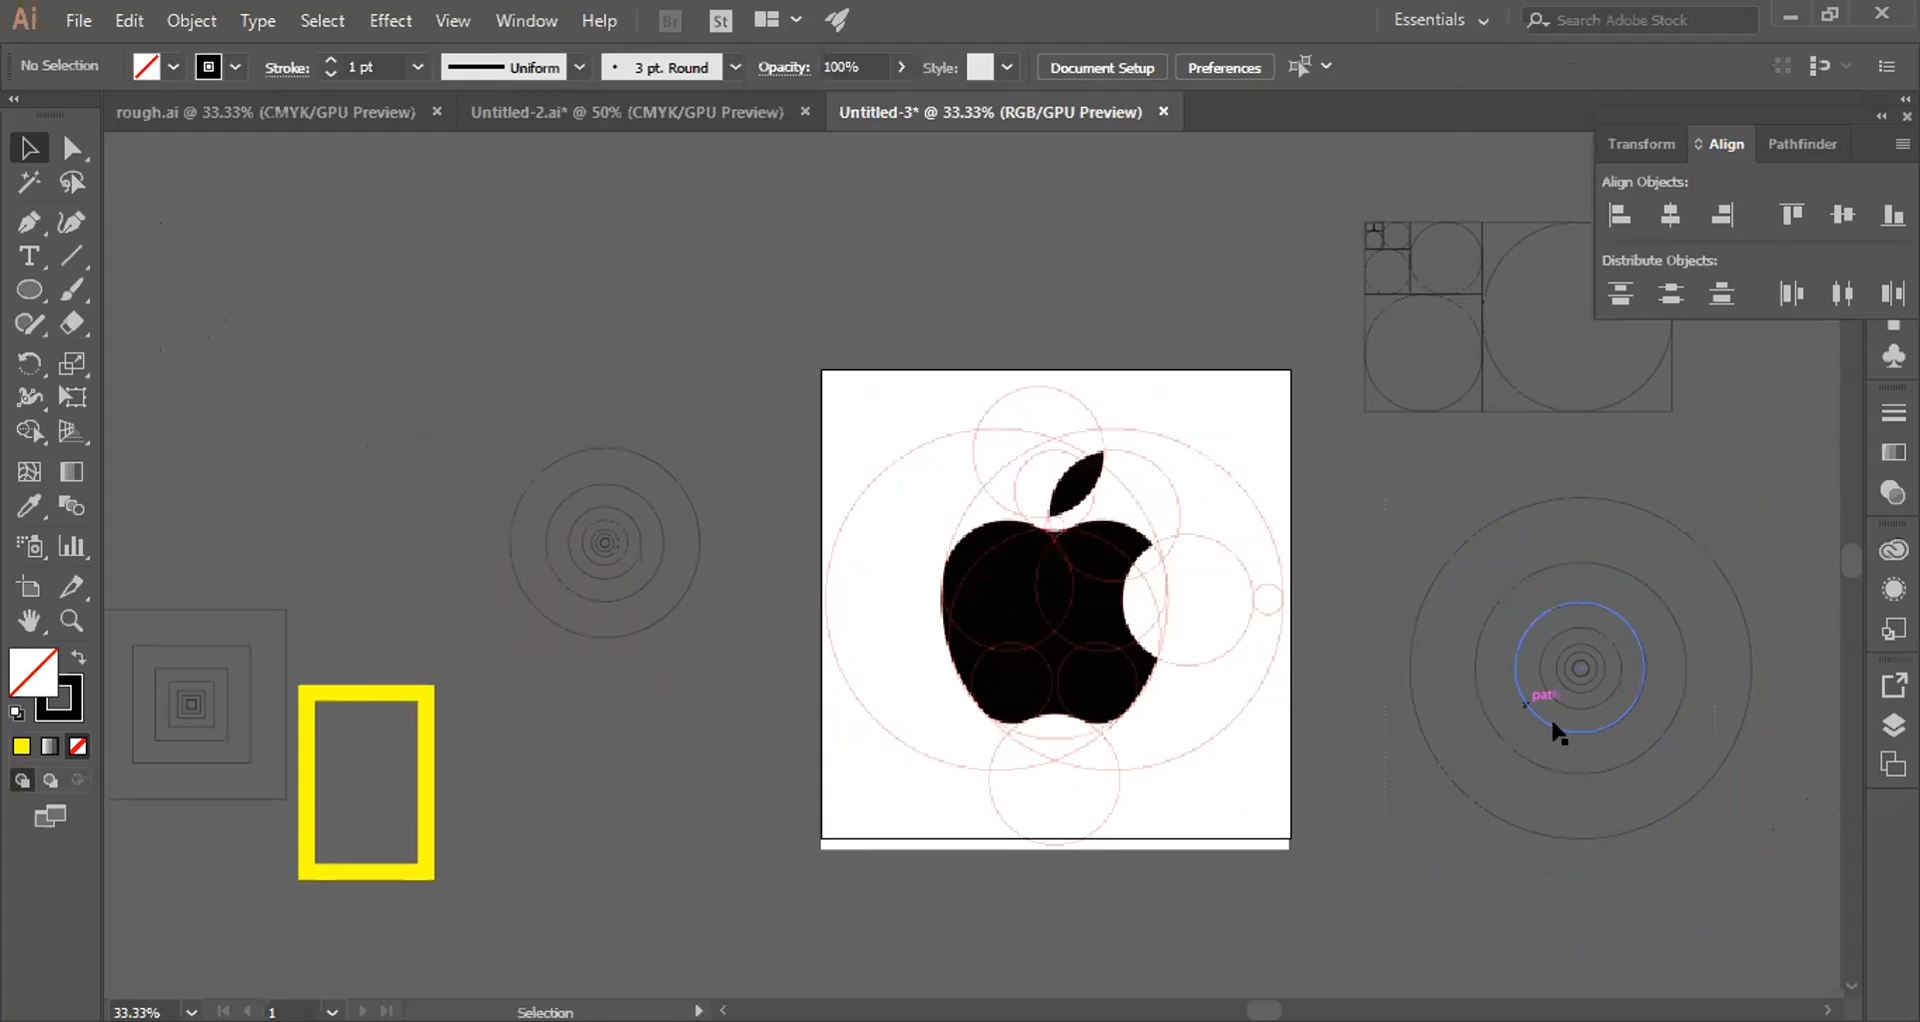 Ai File Edit Object Type Select Effect View Window Help Br St Essentials Search Adobe Stock
No Selection Stroke: 1 pt Uniform 3 pt. Round Opacity: 100% Style: Document Setup Preferences
rough.ai @ 33.33% (CMYK/GPU Preview) Untitled-2.ai* @ 50% (CMYK/GPU Preview) Untitled-3* @ 33.33% (RGB/GPU Preview)
Transform Align Pathfinder
Align Objects:
Distribute Objects:
path
33.33% 1 Selection